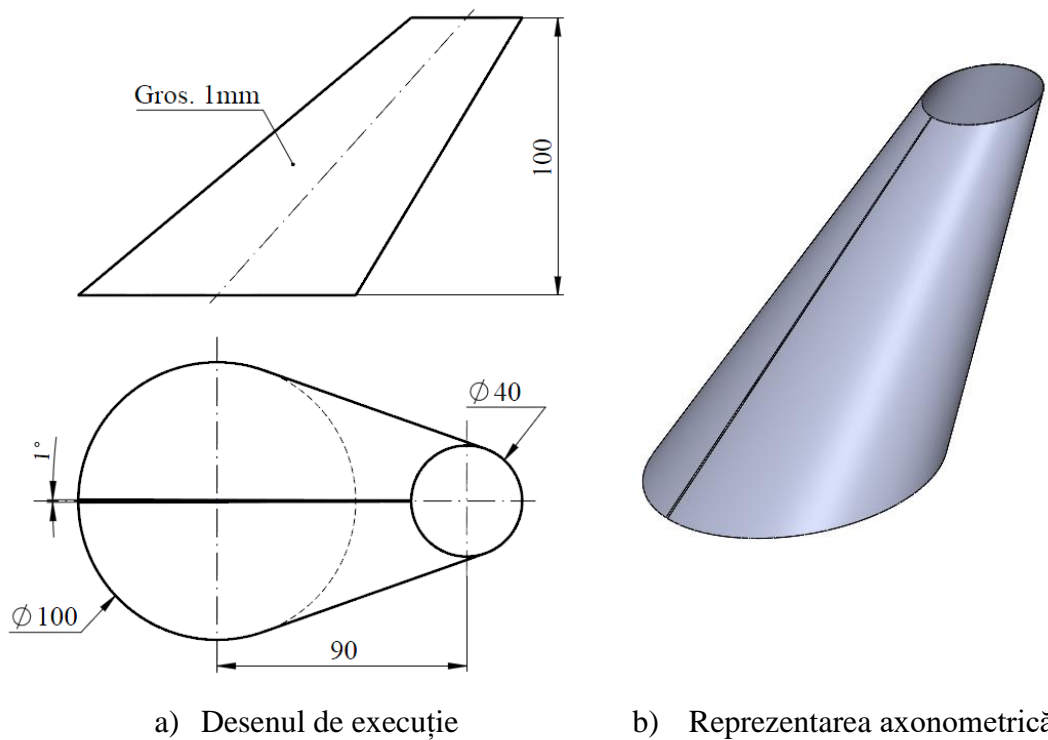 Gros. 1mm
100
1°
∅40
∅100
90
a) Desenul de execuție
b) Reprezentarea axonometrică